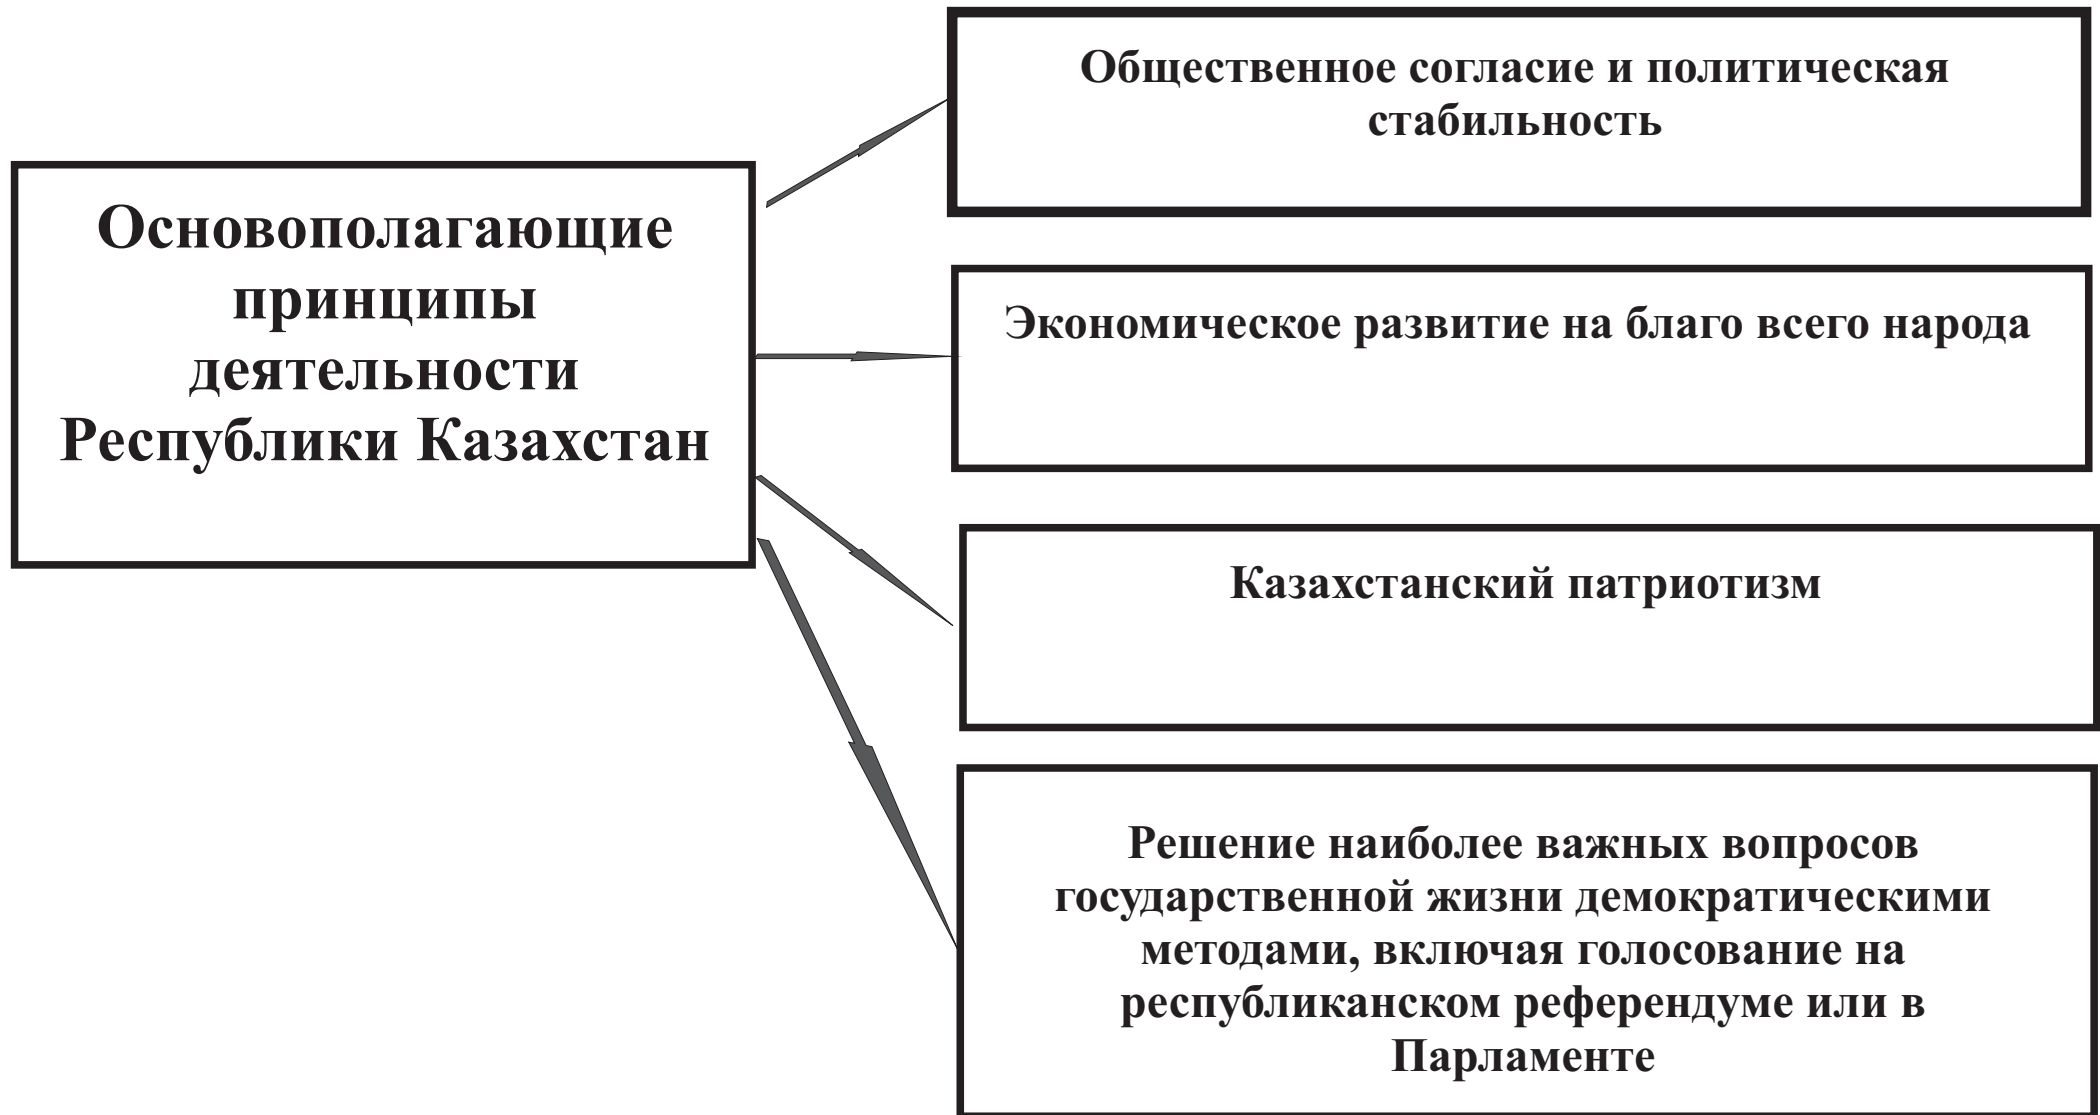 Основополагающие
принципы
деятельности
Республики Казахстан
Общественное согласие и политическая
стабильность
Экономическое развитие на благо всего народа
Казахстанский патриотизм
Решение наиболее важных вопросов
государственной жизни демократическими
методами, включая голосование на
республиканском референдуме или в
Парламенте